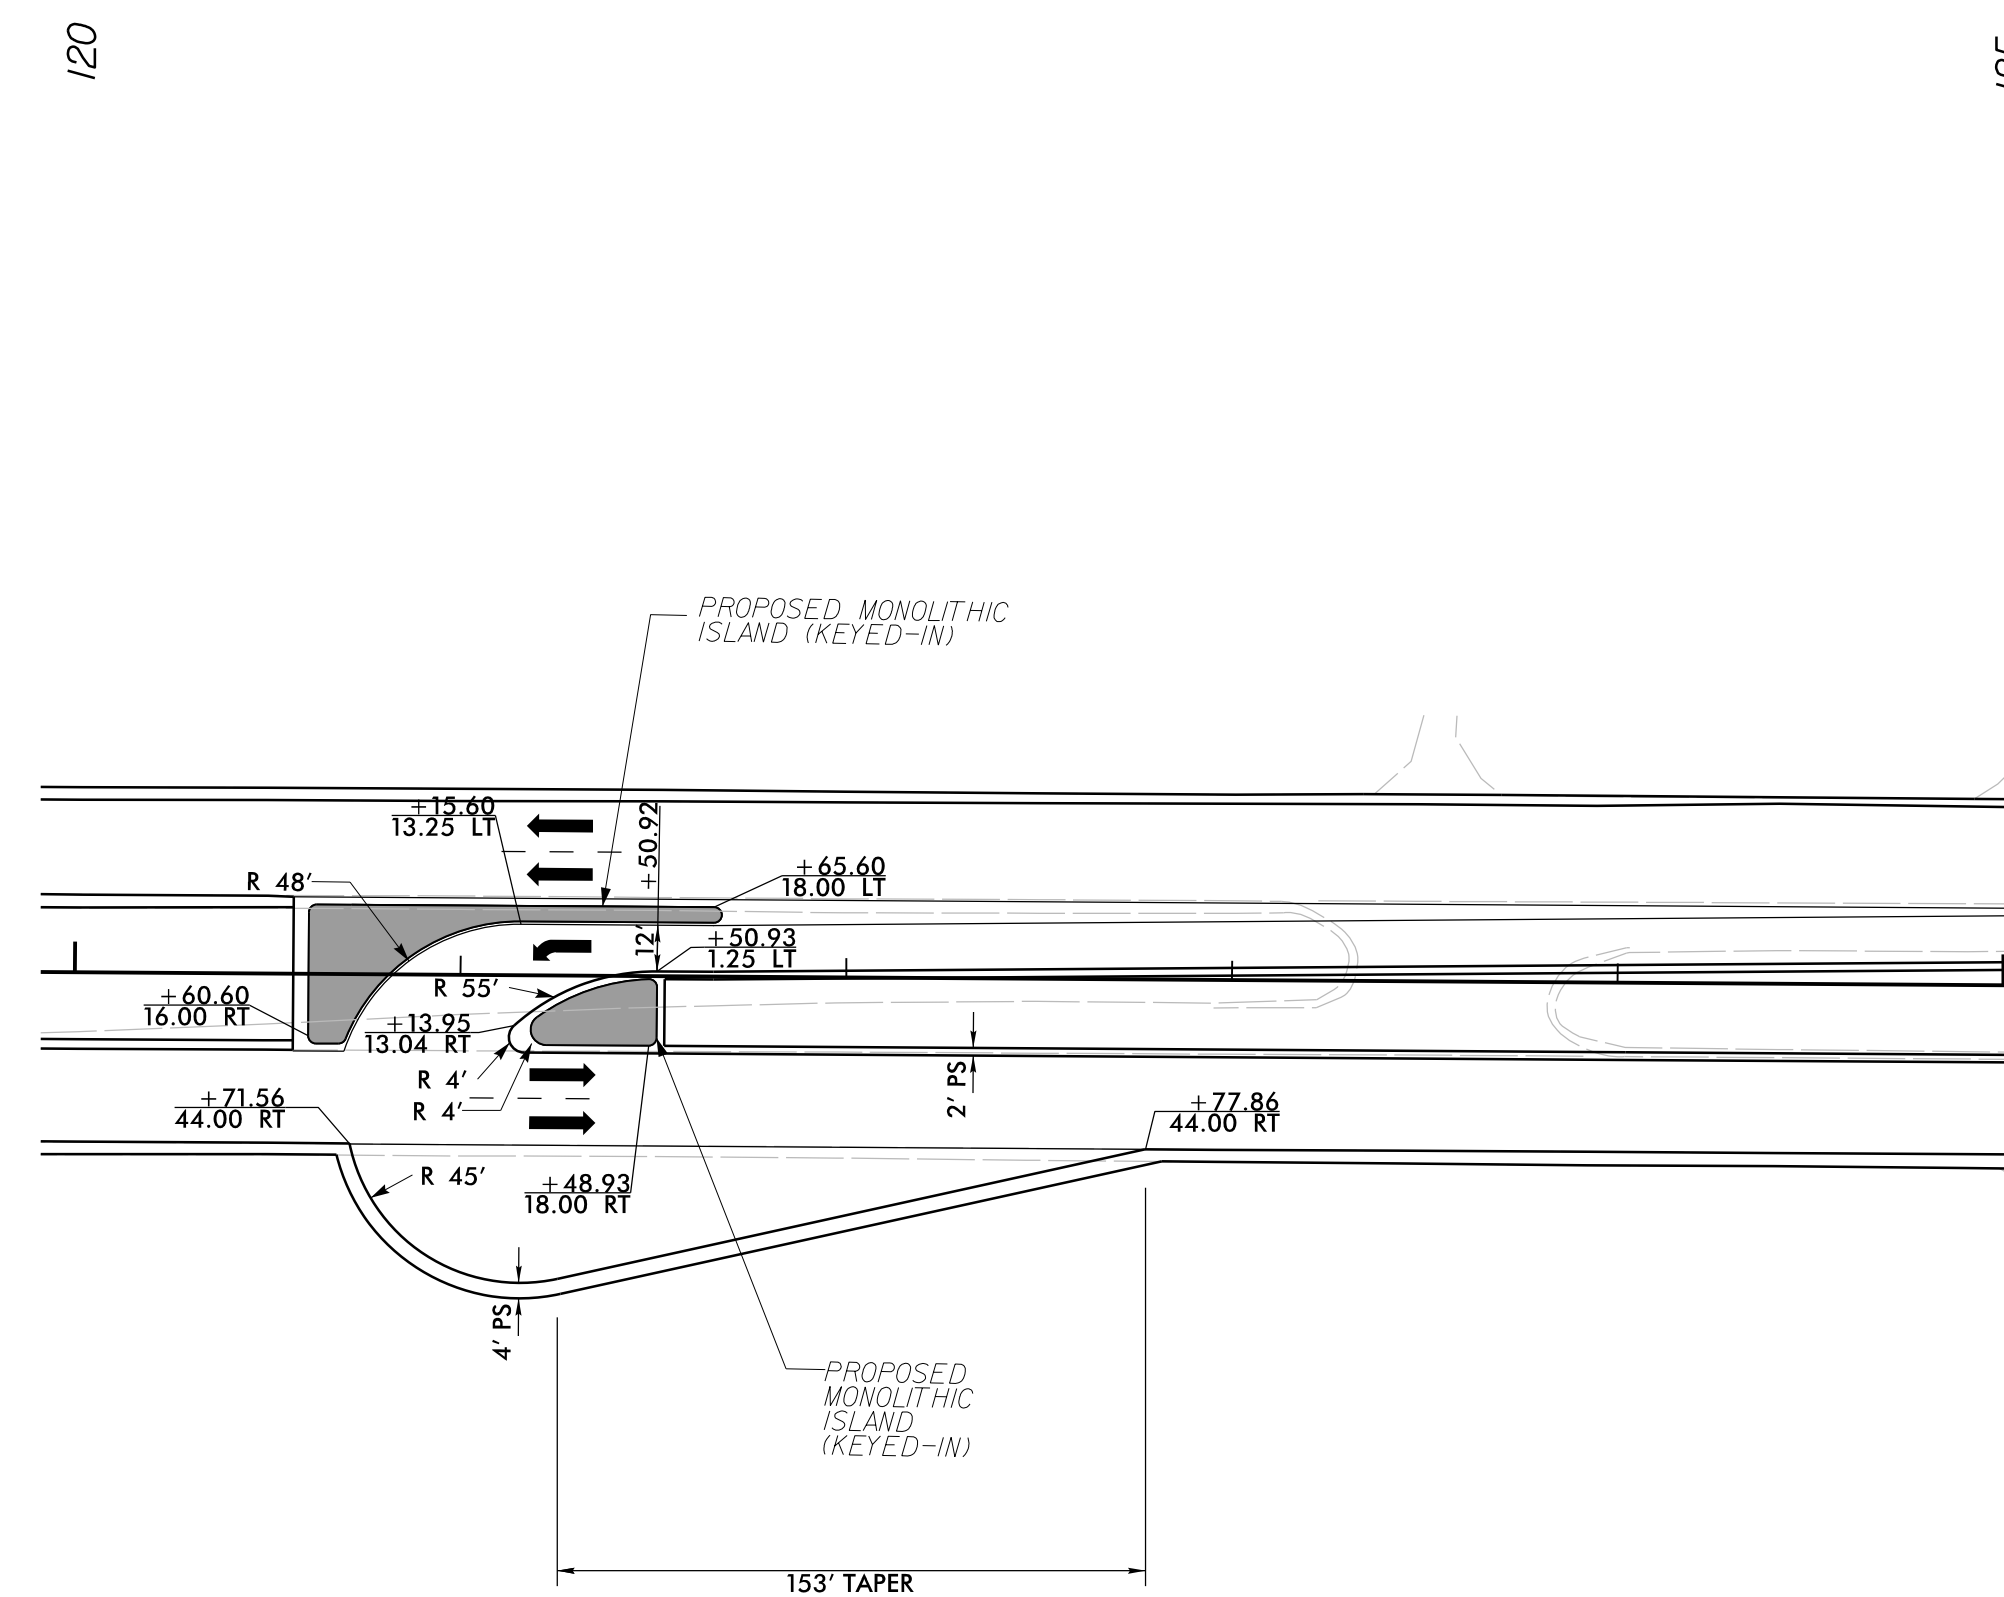 120
PROPOSED MONOLITHIC
ISLAND (KEYED-IN)
+15.60
13.25 LT
+50.92
+65.60
18.00 LT
R 48'
12'
+50.93
1.25 LT
R 55'
+60.60
16.00 RT
+13.95
13.04 RT
R 4'
R 4'
2' PS
+71.56
44.00 RT
+77.86
44.00 RT
R 45'
+48.93
18.00 RT
4' PS
PROPOSED
MONOLITHIC
ISLAND
(KEYED-IN)
153' TAPER